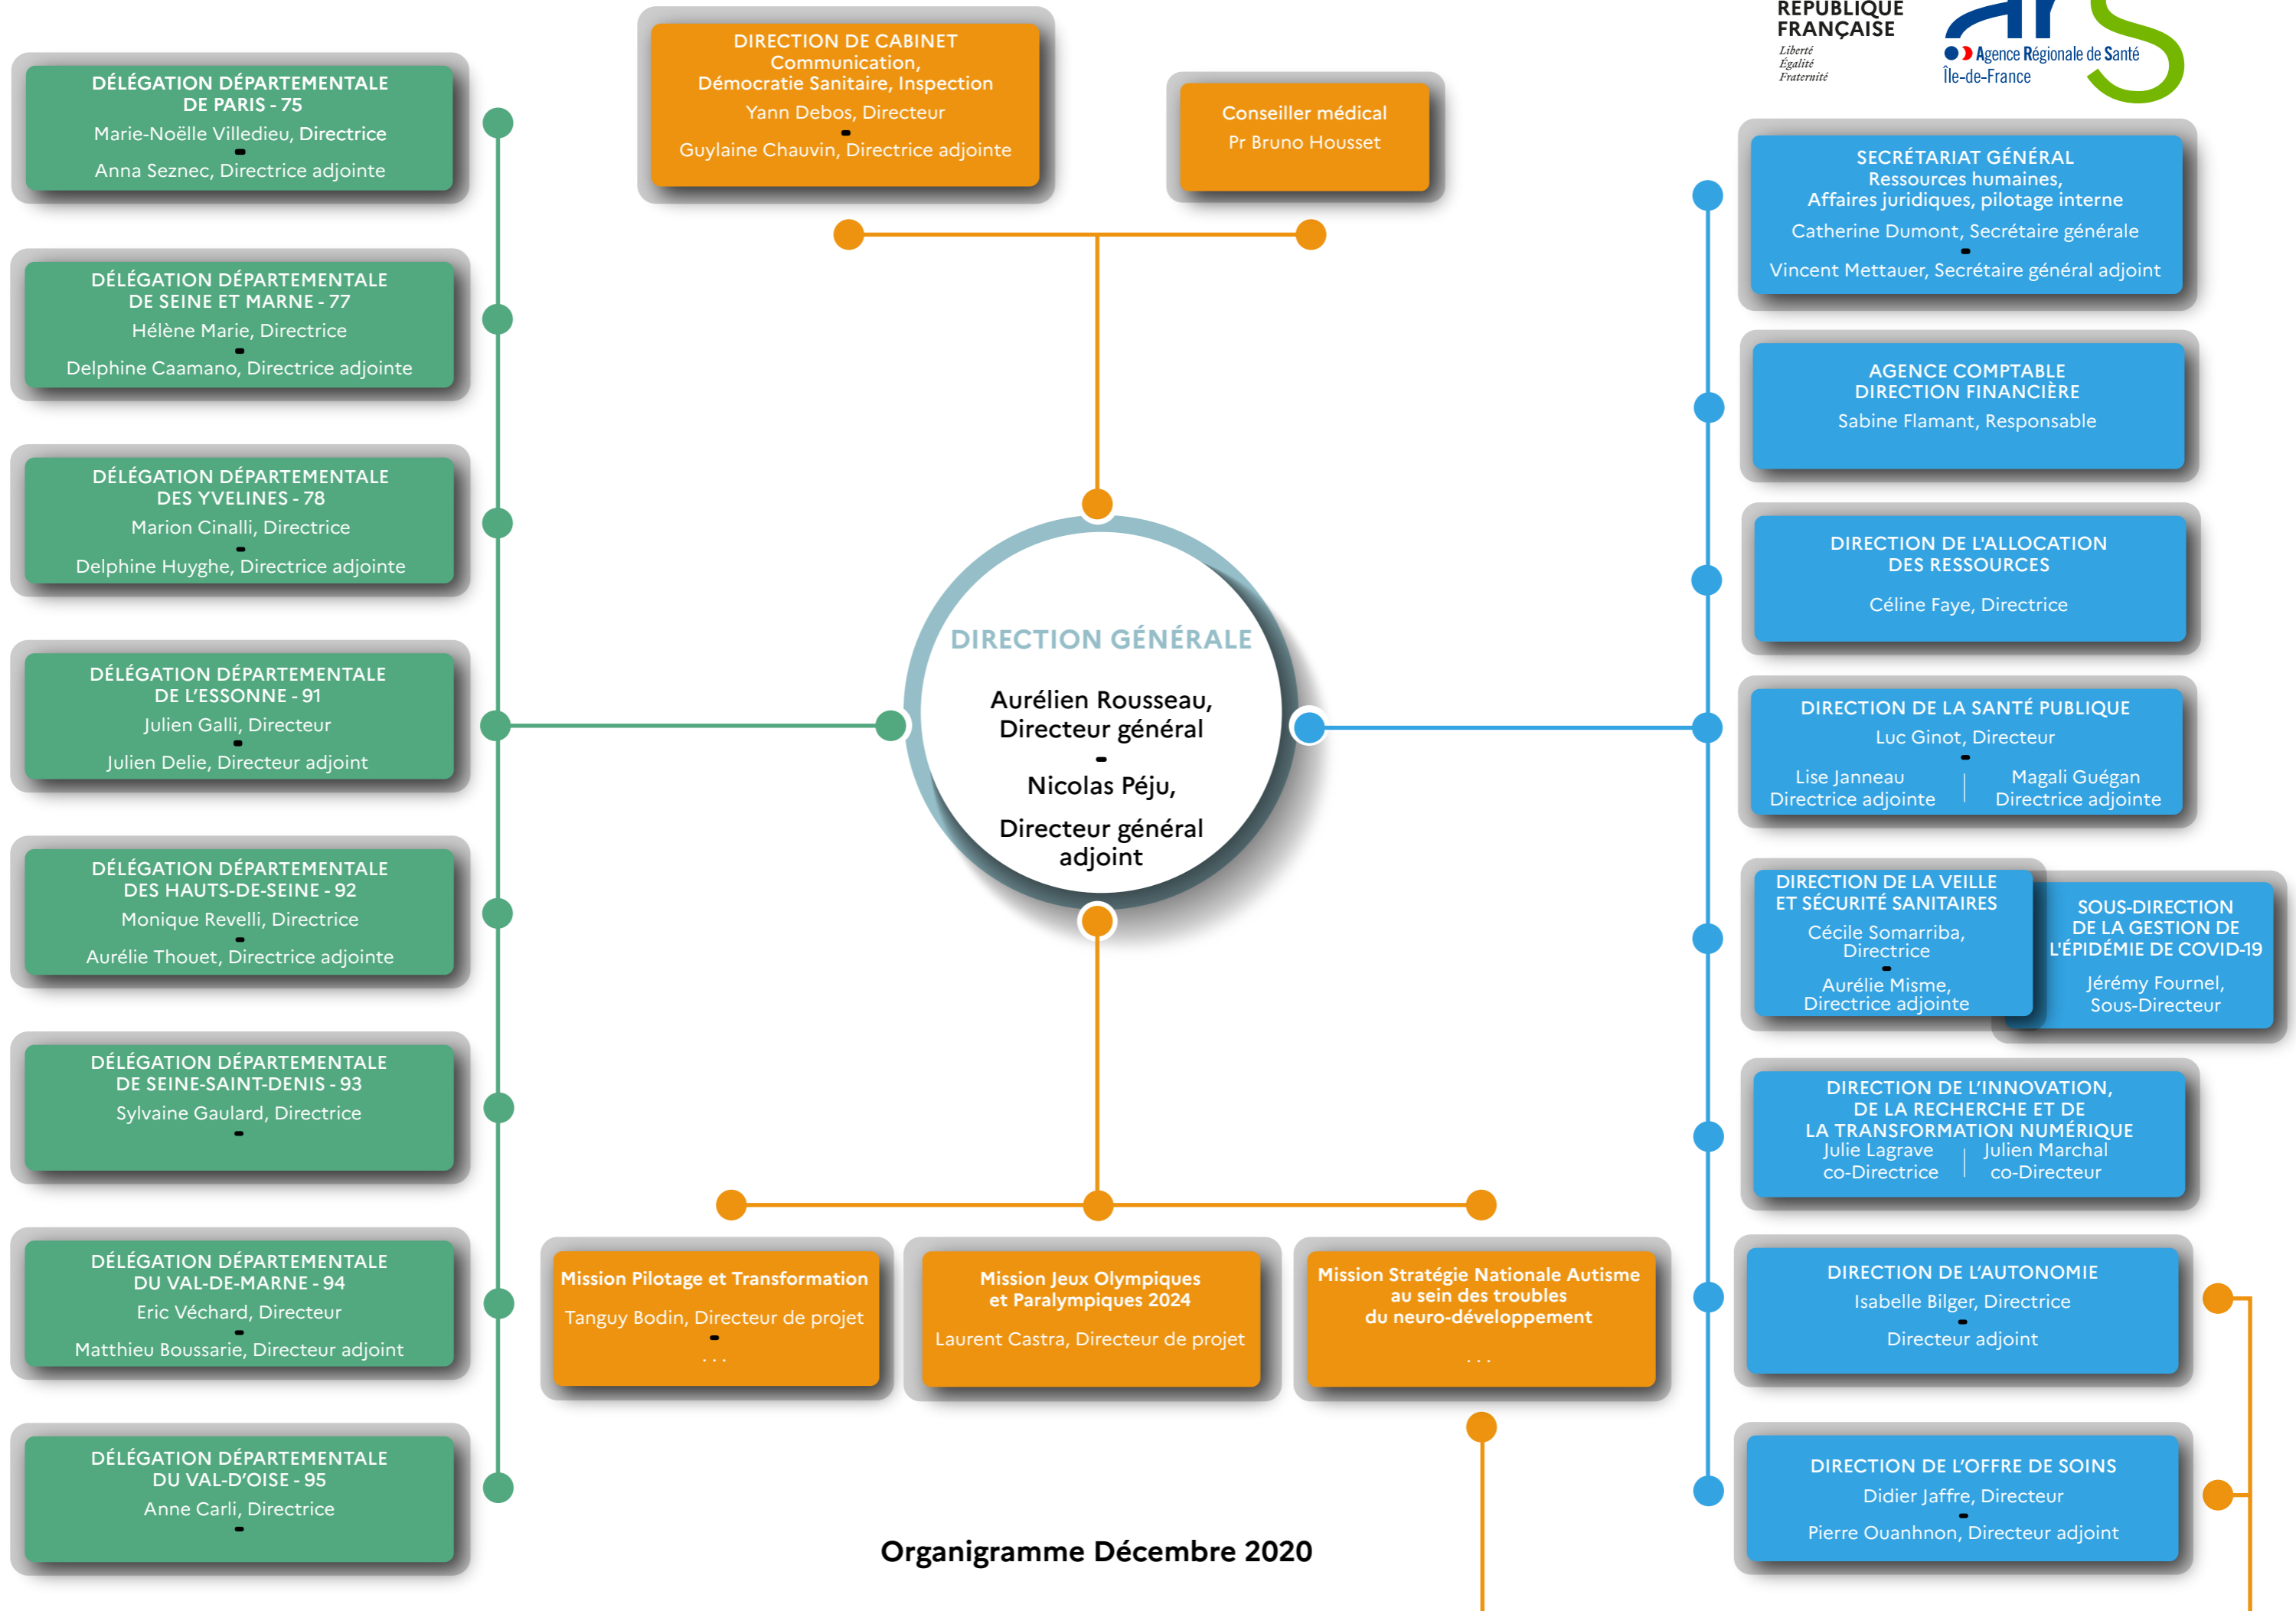 RÉPUBLIQUE
FRANÇAISE
Liberté
Égalité
Fraternité
ars
Agence Régionale de Santé
Île-de-France
DIRECTION DE CABINET
Communication,
Démocratie Sanitaire, Inspection
Yann Debos, Directeur
-
Guylaine Chauvin, Directrice adjointe
Conseiller médical
Pr Bruno Housset
DÉLÉGATION DÉPARTEMENTALE
DE PARIS - 75
Marie-Noëlle Villedieu, Directrice
-
Anna Seznec, Directrice adjointe
DÉLÉGATION DÉPARTEMENTALE
DE SEINE ET MARNE - 77
Hélène Marie, Directrice
-
Delphine Caamano, Directrice adjointe
DÉLÉGATION DÉPARTEMENTALE
DES YVELINES - 78
Marion Cinalli, Directrice
-
Delphine Huyghe, Directrice adjointe
DÉLÉGATION DÉPARTEMENTALE
DE L’ESSONNE - 91
Julien Galli, Directeur
-
Julien Delie, Directeur adjoint
DÉLÉGATION DÉPARTEMENTALE
DES HAUTS-DE-SEINE - 92
Monique Revelli, Directrice
-
Aurélie Thouet, Directrice adjointe
DÉLÉGATION DÉPARTEMENTALE
DE SEINE-SAINT-DENIS - 93
Sylvaine Gaulard, Directrice
-
DÉLÉGATION DÉPARTEMENTALE
DU VAL-DE-MARNE - 94
Eric Véchard, Directeur
-
Matthieu Boussarie, Directeur adjoint
DÉLÉGATION DÉPARTEMENTALE
DU VAL-D’OISE - 95
Anne Carli, Directrice
-
DIRECTION GÉNÉRALE
Aurélien Rousseau,
Directeur général
-
Nicolas Péju,
Directeur général
adjoint
Mission Pilotage et Transformation
Tanguy Bodin, Directeur de projet
-
...
Mission Jeux Olympiques
et Paralympiques 2024
Laurent Castra, Directeur de projet
Mission Stratégie Nationale Autisme
au sein des troubles
du neuro-développement
...
SECRÉTARIAT GÉNÉRAL
Ressources humaines,
Affaires juridiques, pilotage interne
Catherine Dumont, Secrétaire générale
-
Vincent Mettauer, Secrétaire général adjoint
AGENCE COMPTABLE
DIRECTION FINANCIÈRE
Sabine Flamant, Responsable
DIRECTION DE L'ALLOCATION
DES RESSOURCES
Céline Faye, Directrice
DIRECTION DE LA SANTÉ PUBLIQUE
Luc Ginot, Directeur
-
Lise Janneau
Directrice adjointe
Magali Guégan
Directrice adjointe
DIRECTION DE LA VEILLE
ET SÉCURITÉ SANITAIRES
Cécile Somarriba,
Directrice
-
Aurélie Misme,
Directrice adjointe
SOUS-DIRECTION
DE LA GESTION DE
L'ÉPIDÉMIE DE COVID-19
Jérémy Fournel,
Sous-Directeur
DIRECTION DE L’INNOVATION,
DE LA RECHERCHE ET DE
LA TRANSFORMATION NUMÉRIQUE
Julie Lagrave
co-Directrice
Julien Marchal
co-Directeur
DIRECTION DE L’AUTONOMIE
Isabelle Bilger, Directrice
-
Directeur adjoint
DIRECTION DE L’OFFRE DE SOINS
Didier Jaffre, Directeur
-
Pierre Ouanhnon, Directeur adjoint
Organigramme Décembre 2020